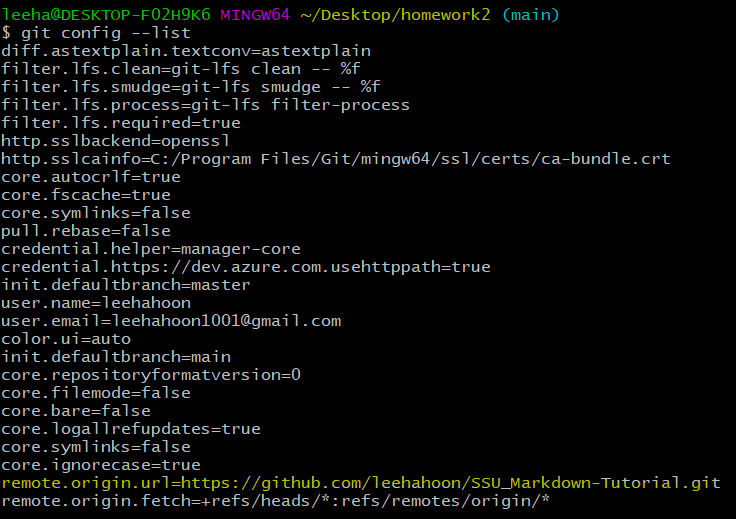 leeha@DESKTOP-FO2H9K6 MINGW64 ~/Desktop/homework2 (main)
$ git config --list
diff.astextplain.textconv=astextplain
filter.lfs.clean=git-lfs clean -- %f
filter.lfs.smudge=git-lfs smudge -- %f
filter.lfs.process=git-lfs filter-process
filter.lfs.required=true
http.sslbackend=openssl
http.sslcainfo=C:/Program Files/Git/mingw64/ssl/certs/ca-bundle.crt
core.autocrlf=true
core.fscache=true
core.symlinks=false
pull.rebase=false
credential.helper=manager-core
credential.https://dev.azure.com.usehttppath=true
init.defaultbranch=master
user.name=leehahoon
user.email=leehahoon1001@gmail.com
color.ui=auto
init.defaultbranch=main
core.repositoryformatversion=0
core.filemode=false
core.bare=false
core.logallrefupdates=true
core.symlinks=false
core.ignorecase=true
remote.origin.url=https://github.com/leehahoon/SSU_Markdown-Tutorial.git
remote.origin.fetch=+refs/heads/*:refs/remotes/origin/*